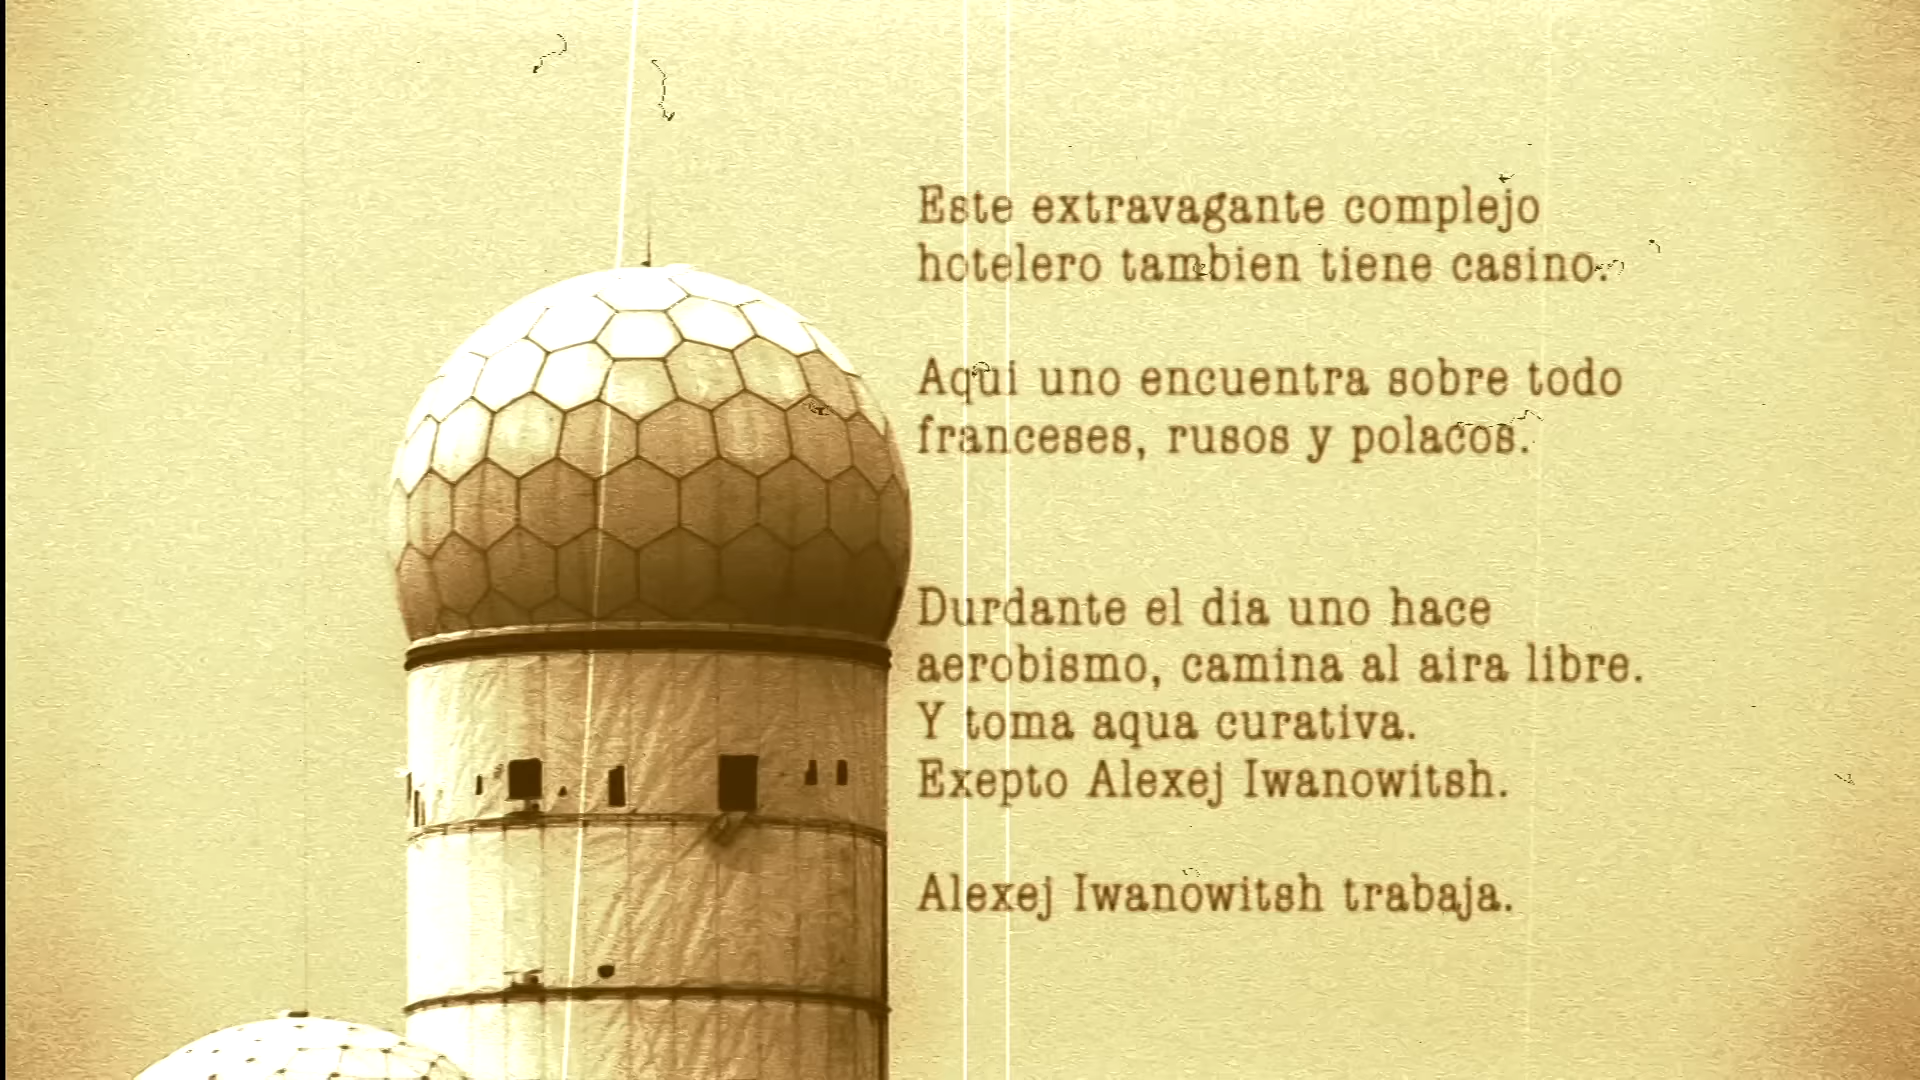 Este extravagante complejo
hotelero tambien tiene casino.
Aqui uno encuentra sobre todo
franceses, rusos y polacos.
Durdante el dia uno hace
aerobismo, camina al aira libre.
Y toma aqua curativa.
Exepto Alexej Iwanowitsh.
Alexej Iwanowitsh trabaja.